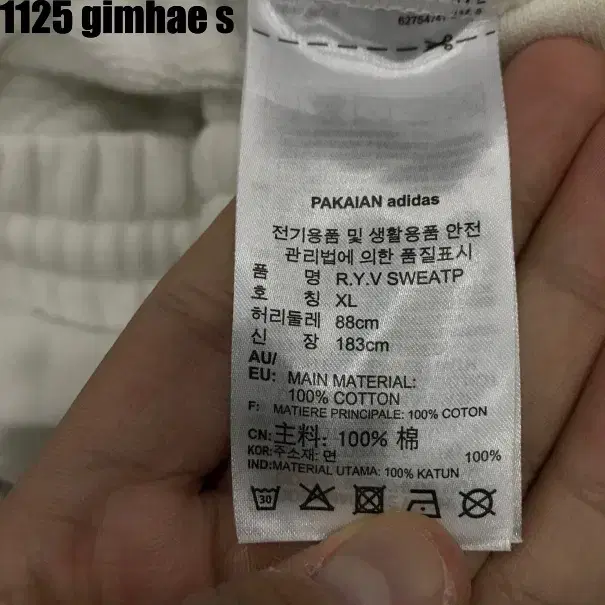 1125 gimhae s
PAKAIAN adidas
전기용품 및 생활용품 안전
관리법에 의한 품질표시
품 명 R.Y.V SWEATP
호 칭 XL
허리둘레 88cm
신 장 183cm
AU/
EU: MAIN MATERIAL:
100% COTTON
F: MATIERE PRINCIPALE: 100% COTON
CN: 主料: 100% 棉
KOR:주소재: 면 100%
IND:MATERIAL UTAMA: 100% KATUN
30